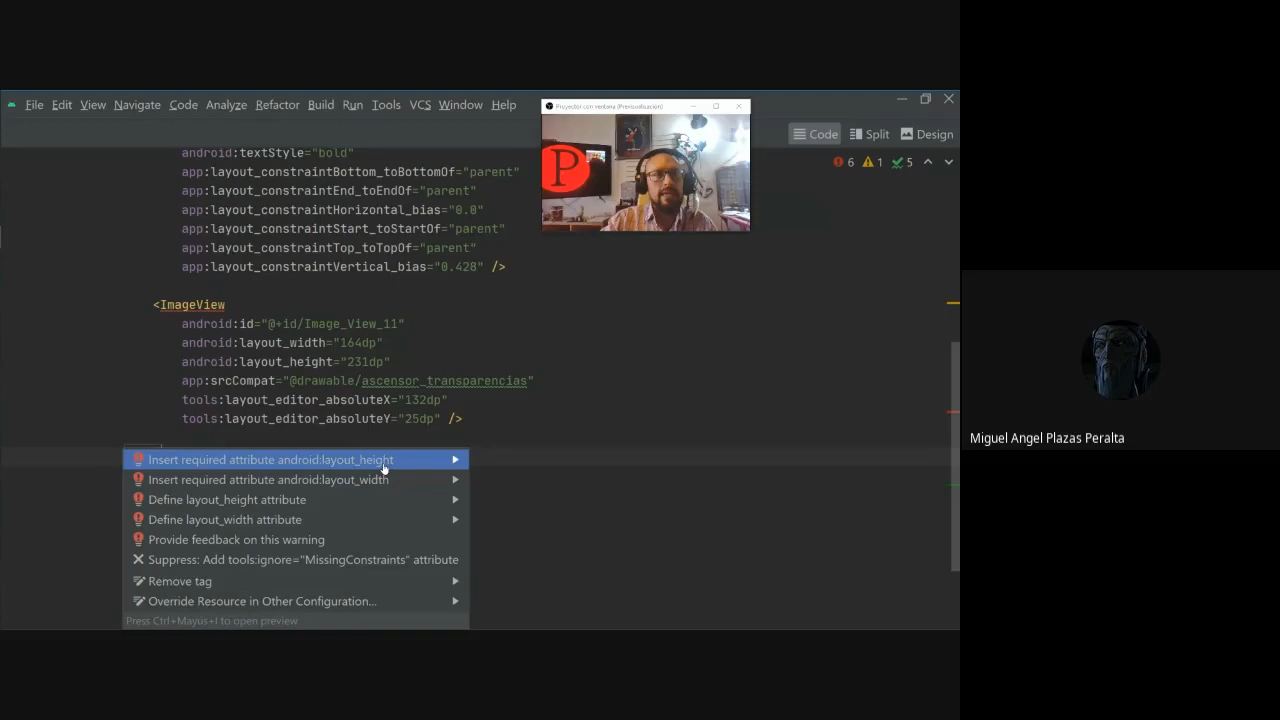 File Edit View Navigate Code Analyze Refactor Build Run Tools VCS Window Help
Proyector con ventana (Previsualización)
Code Split Design
6 1 5
android:textStyle="bold"
app:layout_constraintBottom_toBottomOf="parent"
app:layout_constraintEnd_toEndOf="parent"
app:layout_constraintHorizontal_bias="0.0"
app:layout_constraintStart_toStartOf="parent"
app:layout_constraintTop_toTopOf="parent"
app:layout_constraintVertical_bias="0.428" />
P
<ImageView
android:id="@+id/Image_View_11"
android:layout_width="164dp"
android:layout_height="231dp"
app:srcCompat="@drawable/ascensor_transparencias"
tools:layout_editor_absoluteX="132dp"
tools:layout_editor_absoluteY="25dp" />
Insert required attribute android:layout_height
Insert required attribute android:layout_width
Define layout_height attribute
Define layout_width attribute
Provide feedback on this warning
Suppress: Add tools:ignore="MissingConstraints" attribute
Remove tag
Override Resource in Other Configuration...
Press Ctrl+Mayús+I to open preview
Miguel Angel Plazas Peralta